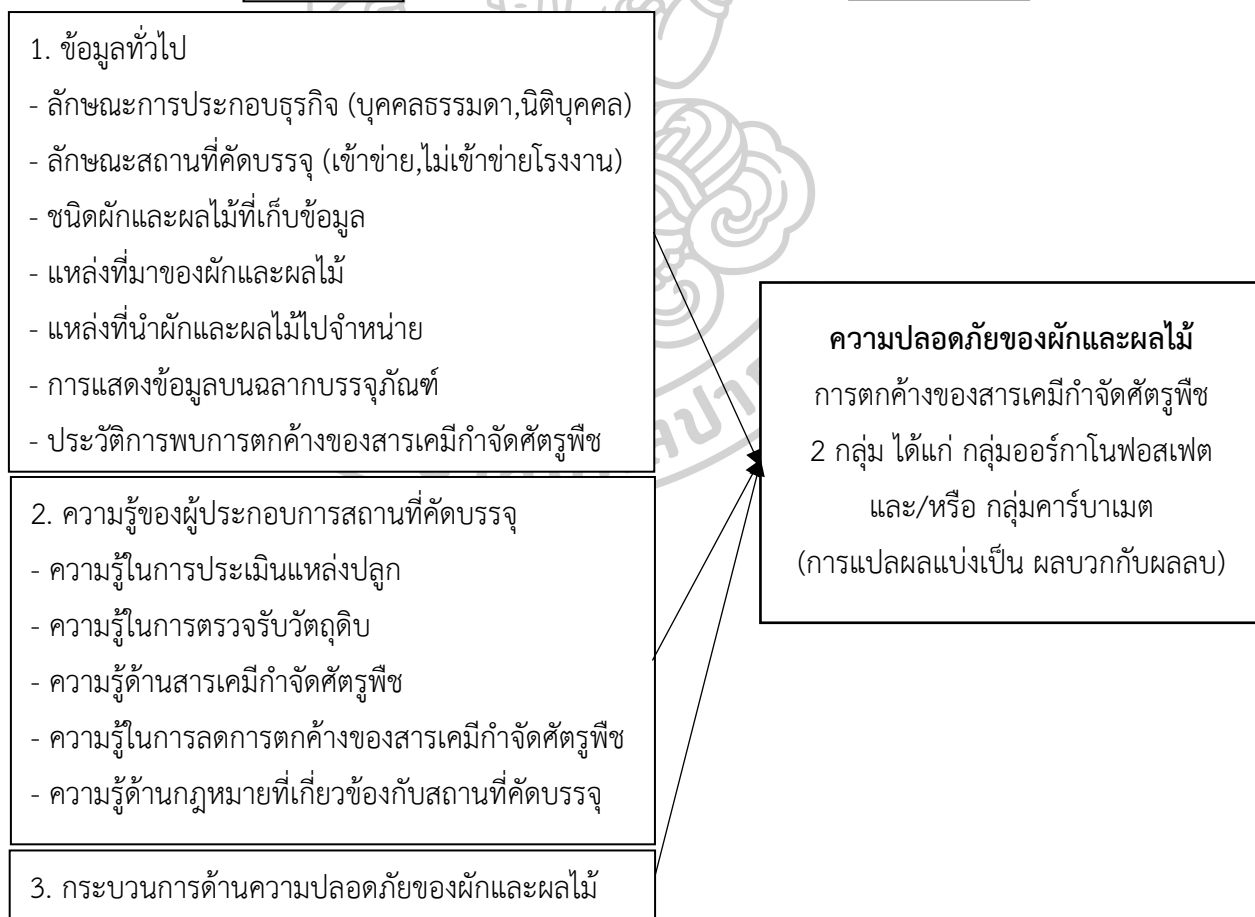 1. ข้อมูลทั่วไป
- ลักษณะการประกอบธุรกิจ (บุคคลธรรมดา,นิติบุคคล)
- ลักษณะสถานที่คัดบรรจุ (เข้าข่าย,ไม่เข้าข่ายโรงงาน)
- ชนิดผักและผลไม้ที่เก็บข้อมูล
- แหล่งที่มาของผักและผลไม้
- แหล่งที่นำผักและผลไม้ไปจำหน่าย
- การแสดงข้อมูลบนฉลากบรรจุภัณฑ์
- ประวัติการพบการตกค้างของสารเคมีกำจัดศัตรูพืช
2. ความรู้ของผู้ประกอบการสถานที่คัดบรรจุ
- ความรู้ในการประเมินแหล่งปลูก
- ความรู้ในการตรวจรับวัตถุดิบ
- ความรู้ด้านสารเคมีกำจัดศัตรูพืช
- ความรู้ในการลดการตกค้างของสารเคมีกำจัดศัตรูพืช
- ความรู้ด้านกฎหมายที่เกี่ยวข้องกับสถานที่คัดบรรจุ
3. กระบวนการด้านความปลอดภัยของผักและผลไม้
ความปลอดภัยของผักและผลไม้
การตกค้างของสารเคมีกำจัดศัตรูพืช
2 กลุ่ม ได้แก่ กลุ่มออร์กาโนฟอสเฟต
และ/หรือ กลุ่มคาร์บาเมต
(การแปลผลแบ่งเป็น ผลบวกกับผลลบ)